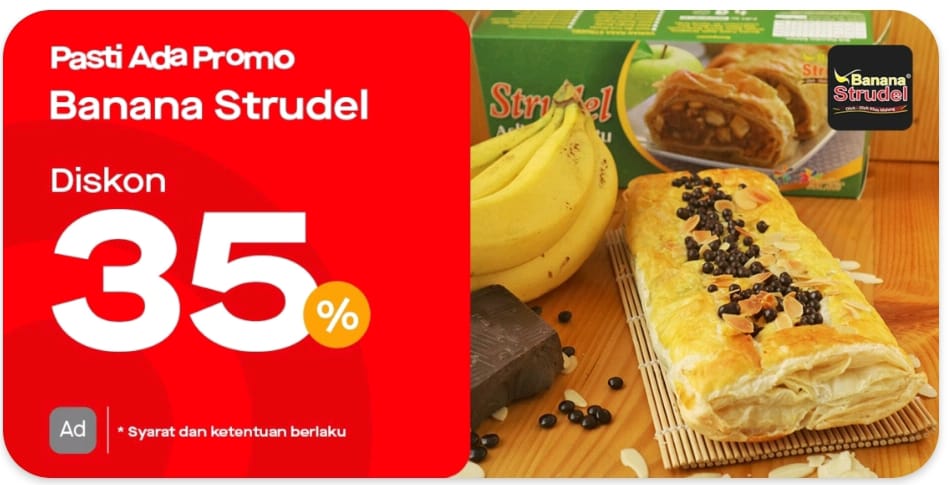 Pasti Ada Promo
Banana Strudel
Diskon
35%
Ad
* Syarat dan ketentuan berlaku
Strudel
Banana
Strudel